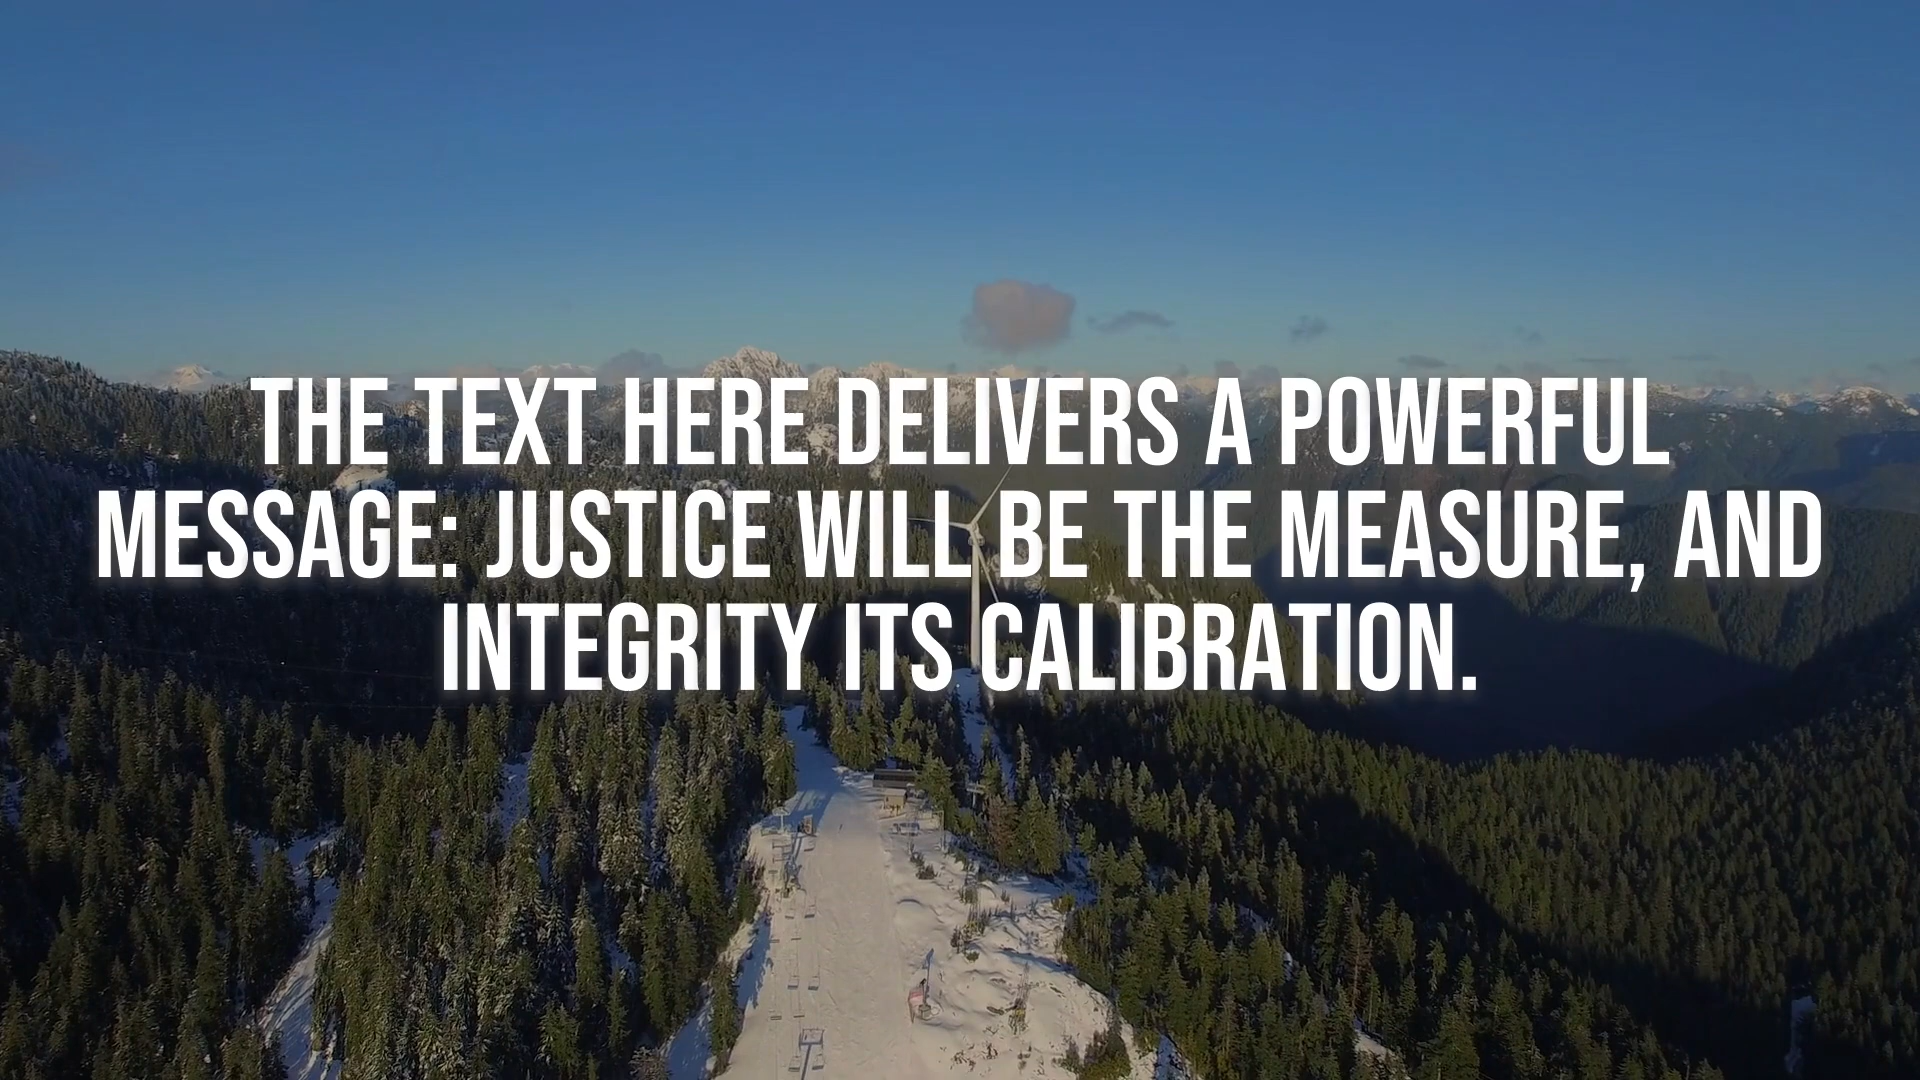 THE TEXT HERE DELIVERS A POWERFUL
MESSAGE: JUSTICE WILL BE THE MEASURE, AND
INTEGRITY ITS CALIBRATION.